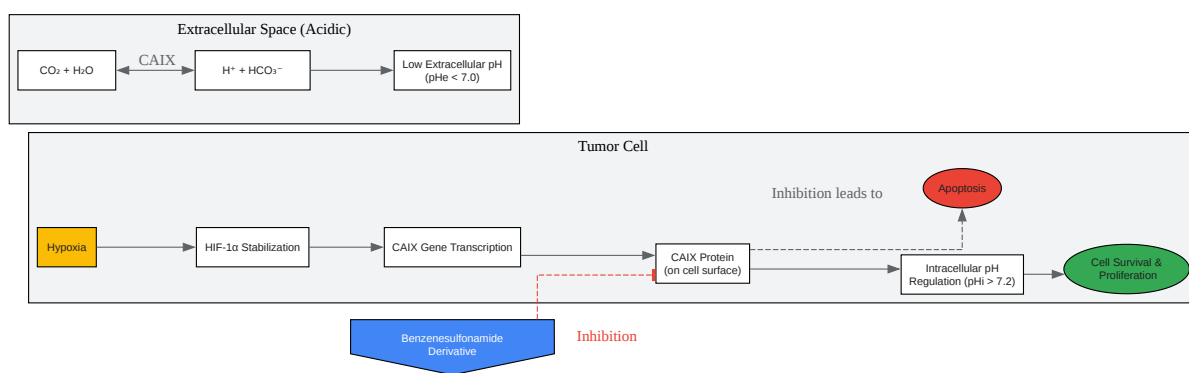 Extracellular Space (Acidic)
CO₂ + H₂O
CAIX
H⁺ + HCO₃⁻
Low Extracellular pH
(pHe < 7.0)
Tumor Cell
Inhibition leads to
Apoptosis
Hypoxia
HIF-1α Stabilization
CAIX Gene Transcription
CAIX Protein
(on cell surface)
Intracellular pH
Regulation (pHi > 7.2)
Cell Survival &
Proliferation
Benzenesulfonamide
Derivative
Inhibition